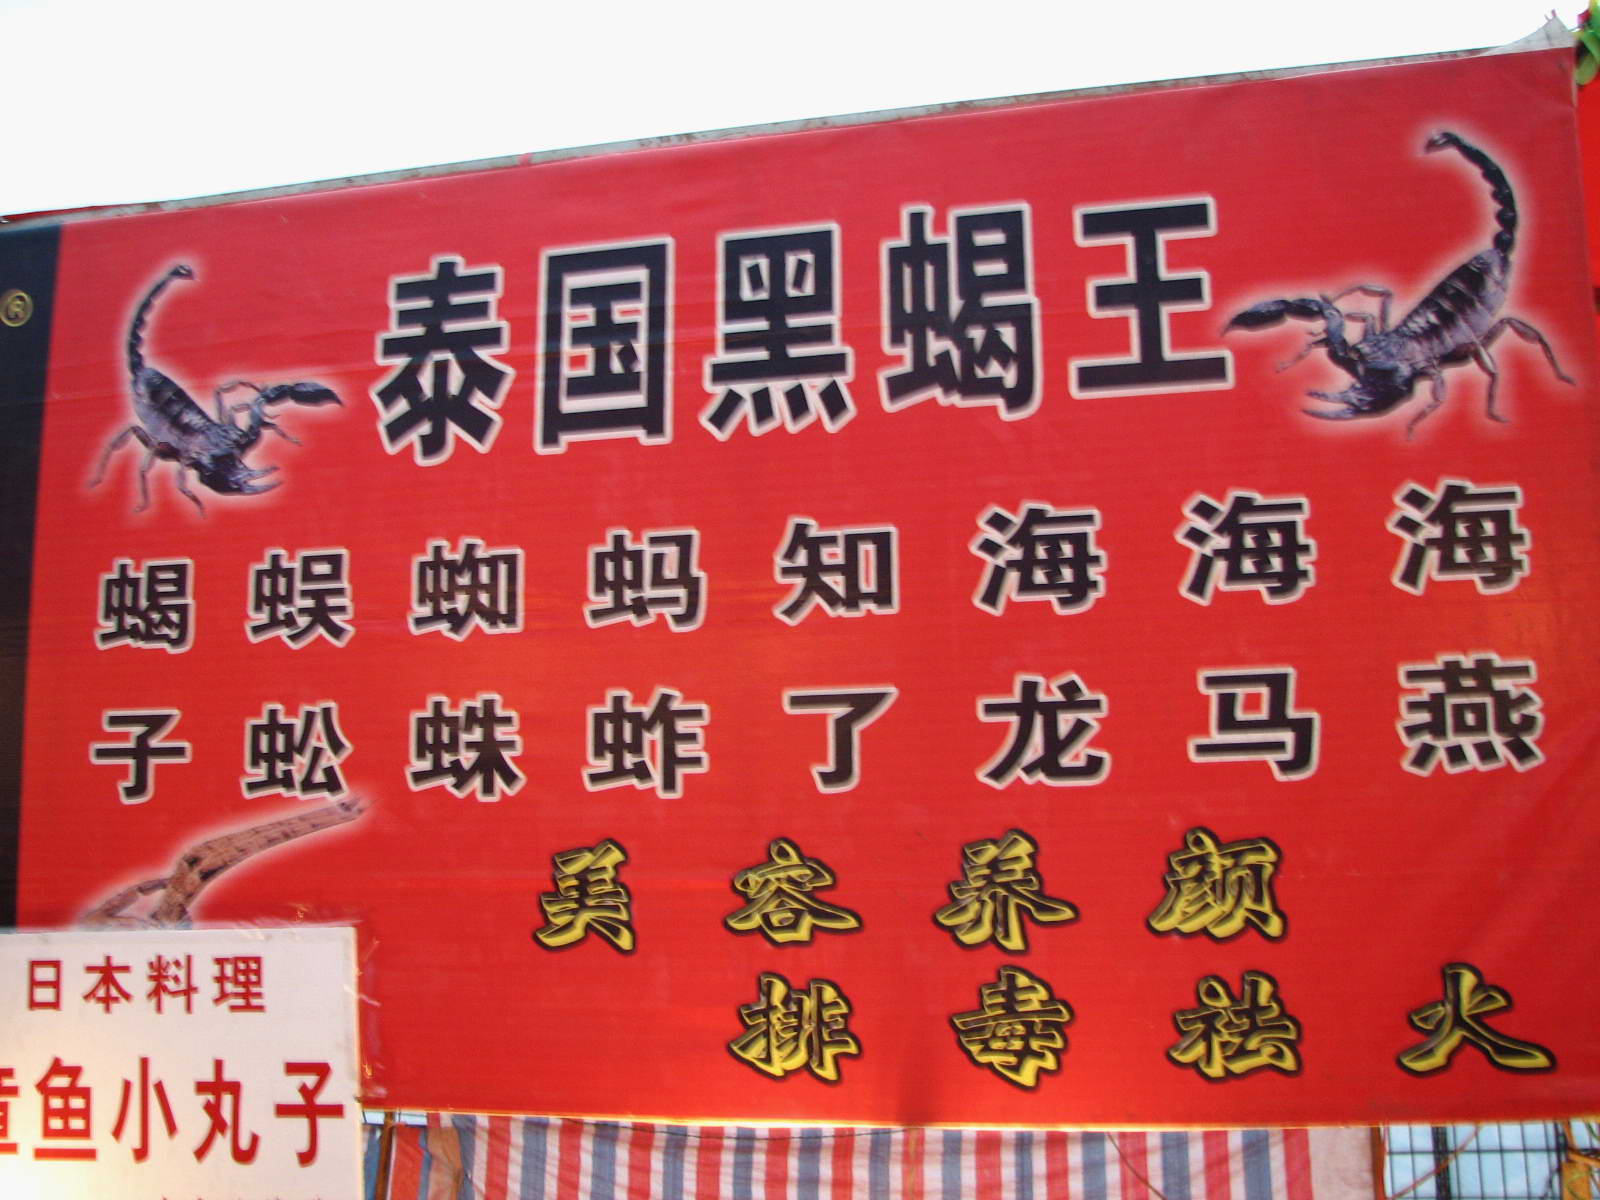 泰国黑蝎王
蝎 蜈 蜘 蚂 知 海 海 海
子 蚣 蛛 蚱 了 龙 马 燕
美容养颜
排毒祛火
®
日本料理
章鱼小丸子